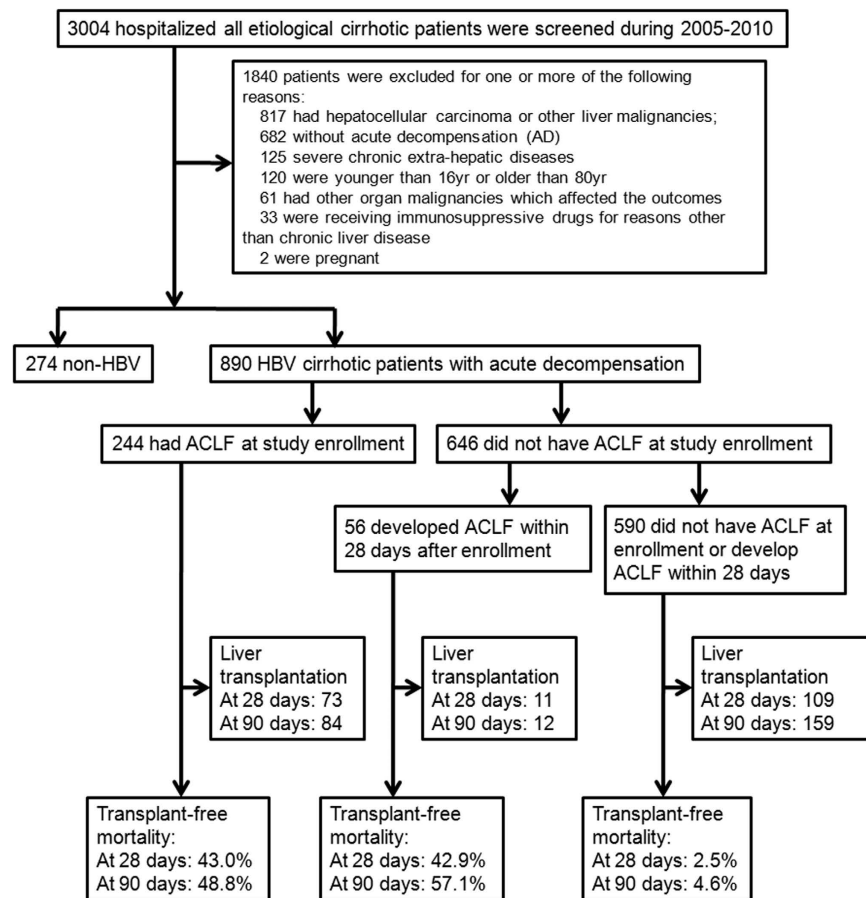 3004 hospitalized all etiological cirrhotic patients were screened during 2005-2010
1840 patients were excluded for one or more of the following
reasons:
817 had hepatocellular carcinoma or other liver malignancies;
682 without acute decompensation (AD)
125 severe chronic extra-hepatic diseases
120 were younger than 16yr or older than 80yr
61 had other organ malignancies which affected the outcomes
33 were receiving immunosuppressive drugs for reasons other
than chronic liver disease
2 were pregnant
274 non-HBV
890 HBV cirrhotic patients with acute decompensation
244 had ACLF at study enrollment
646 did not have ACLF at study enrollment
56 developed ACLF within
28 days after enrollment
590 did not have ACLF at
enrollment or develop
ACLF within 28 days
Liver
transplantation
At 28 days: 73
At 90 days: 84
Liver
transplantation
At 28 days: 11
At 90 days: 12
Liver
transplantation
At 28 days: 109
At 90 days: 159
Transplant-free
mortality:
At 28 days: 43.0%
At 90 days: 48.8%
Transplant-free
mortality:
At 28 days: 42.9%
At 90 days: 57.1%
Transplant-free
mortality:
At 28 days: 2.5%
At 90 days: 4.6%